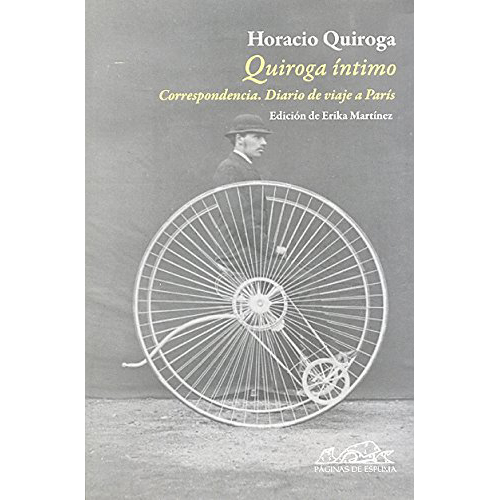 Horacio Quiroga
Quiroga íntimo
Correspondencia. Diario de viaje a París
Edición de Erika Martínez
PÁGINAS DE ESPUMA